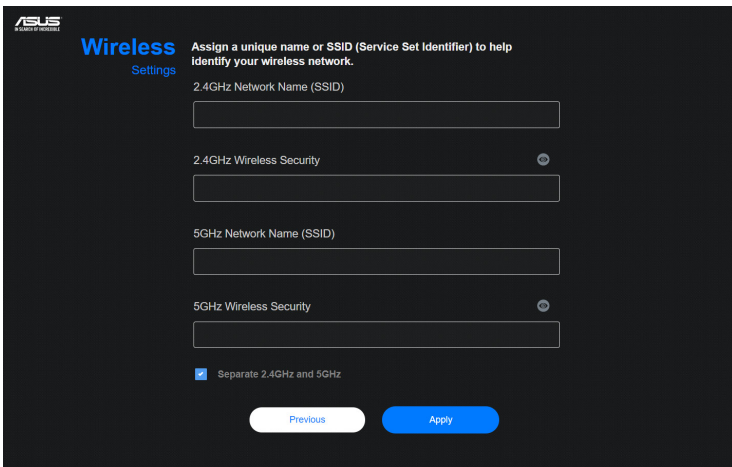 ASUS
IN SEARCH OF INCREDIBLE
Wireless
Settings
Assign a unique name or SSID (Service Set Identifier) to help
identify your wireless network.
2.4GHz Network Name (SSID)
2.4GHz Wireless Security
5GHz Network Name (SSID)
5GHz Wireless Security
Separate 2.4GHz and 5GHz
Previous
Apply